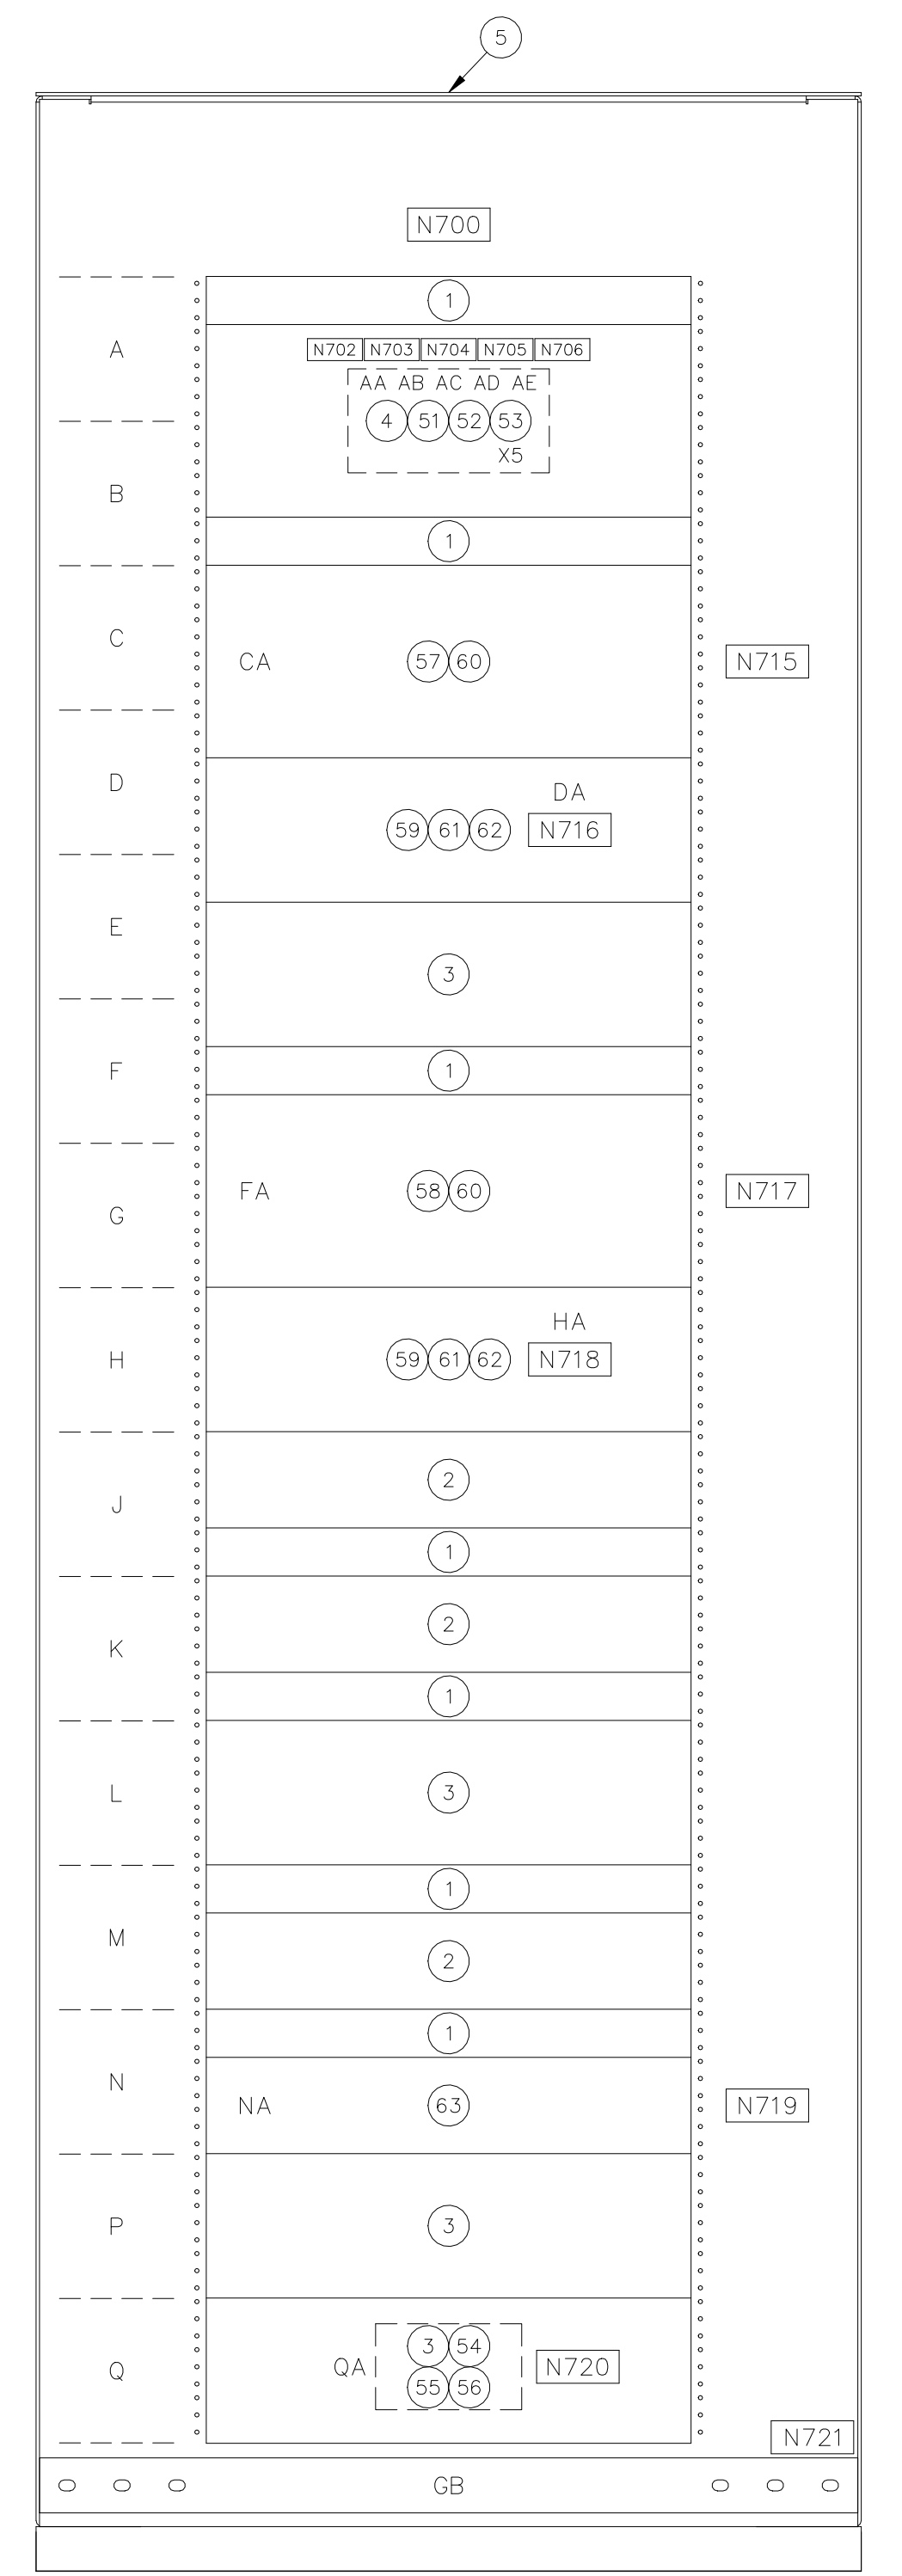 5
N700
1
A
N702 N703 N704 N705 N706
AA AB AC AD AE
4 51 52 53
X5
B
1
C
CA 57 60 N715
D
DA
59 61 62 N716
E
3
F
1
FA 58 60 N717
G
HA
H 59 61 62 N718
2
J
1
2
K
1
L 3
1
M
2
1
N
NA 63 N719
P 3
3 54
QA N720
Q
55 56
N721
GB